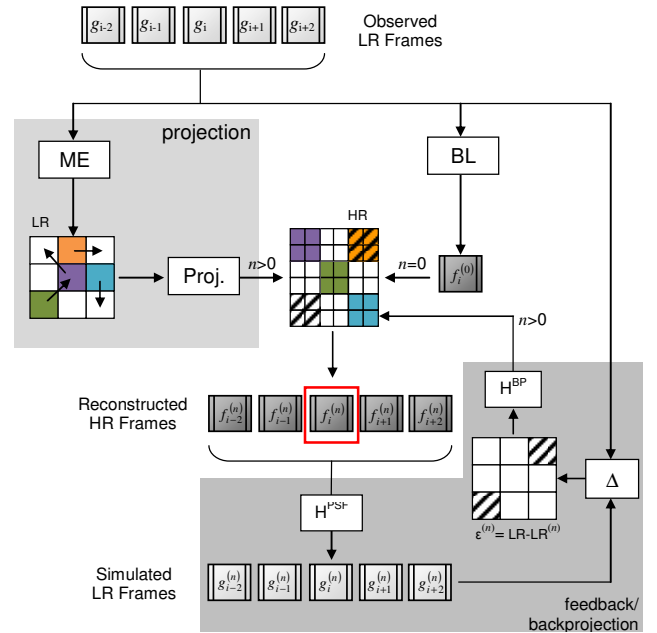 g_{i-2} g_{i-1} g_i g_{i+1} g_{i+2}
Observed
LR Frames
projection
ME
BL
LR
HR
Proj.
n>0
n=0
f_i^{(0)}
n>0
H^{BP}
Reconstructed
HR Frames
f_{i-2}^{(n)} f_{i-1}^{(n)} f_i^{(n)} f_{i+1}^{(n)} f_{i+2}^{(n)}
Δ
ε^{(n)} = LR-LR^{(n)}
H^{PSF}
Simulated
LR Frames
g_{i-2}^{(n)} g_{i-1}^{(n)} g_i^{(n)} g_{i+1}^{(n)} g_{i+2}^{(n)}
feedback/
backprojection